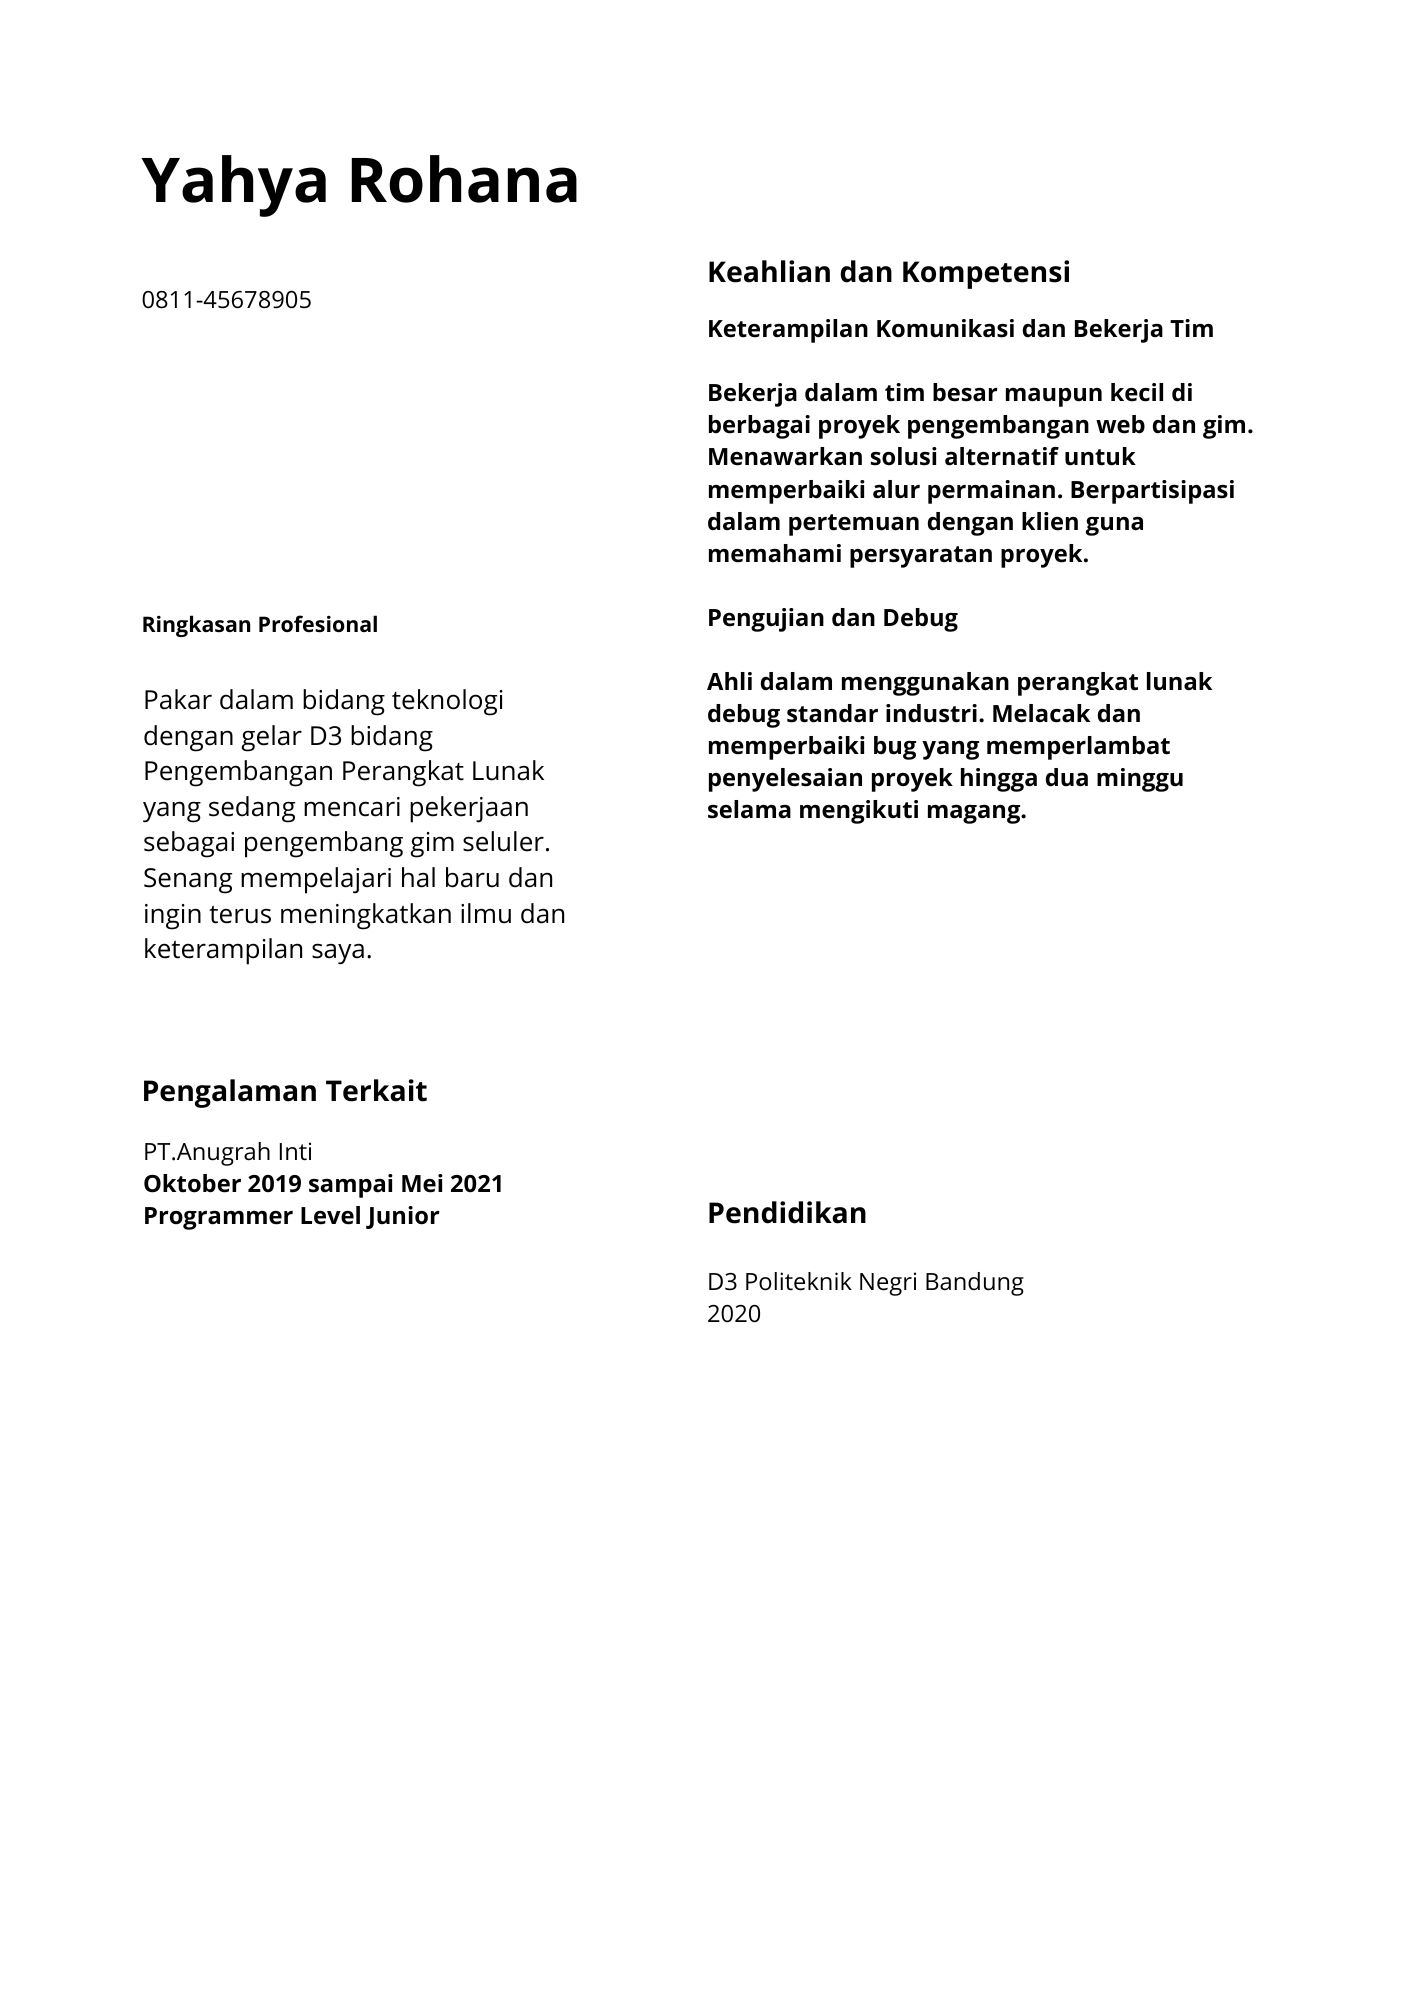 Yahya Rohana
0811-45678905
Ringkasan Profesional
Pakar dalam bidang teknologi
dengan gelar D3 bidang
Pengembangan Perangkat Lunak
yang sedang mencari pekerjaan
sebagai pengembang gim seluler.
Senang mempelajari hal baru dan
ingin terus meningkatkan ilmu dan
keterampilan saya.
Pengalaman Terkait
PT.Anugrah Inti
Oktober 2019 sampai Mei 2021
Programmer Level Junior
Keahlian dan Kompetensi
Keterampilan Komunikasi dan Bekerja Tim
Bekerja dalam tim besar maupun kecil di
berbagai proyek pengembangan web dan gim.
Menawarkan solusi alternatif untuk
memperbaiki alur permainan. Berpartisipasi
dalam pertemuan dengan klien guna
memahami persyaratan proyek.
Pengujian dan Debug
Ahli dalam menggunakan perangkat lunak
debug standar industri. Melacak dan
memperbaiki bug yang memperlambat
penyelesaian proyek hingga dua minggu
selama mengikuti magang.
Pendidikan
D3 Politeknik Negri Bandung
2020